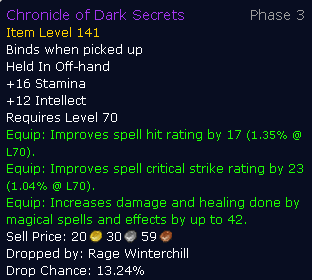 Chronicle of Dark Secrets Phase 3
Item Level 141
Binds when picked up
Held In Off-hand
+16 Stamina
+12 Intellect
Requires Level 70
Equip: Improves spell hit rating by 17 (1.35% @
L70).
Equip: Improves spell critical strike rating by 23
(1.04% @ L70).
Equip: Increases damage and healing done by
magical spells and effects by up to 42.
Sell Price: 20 30 59
Dropped by: Rage Winterchill
Drop Chance: 13.24%